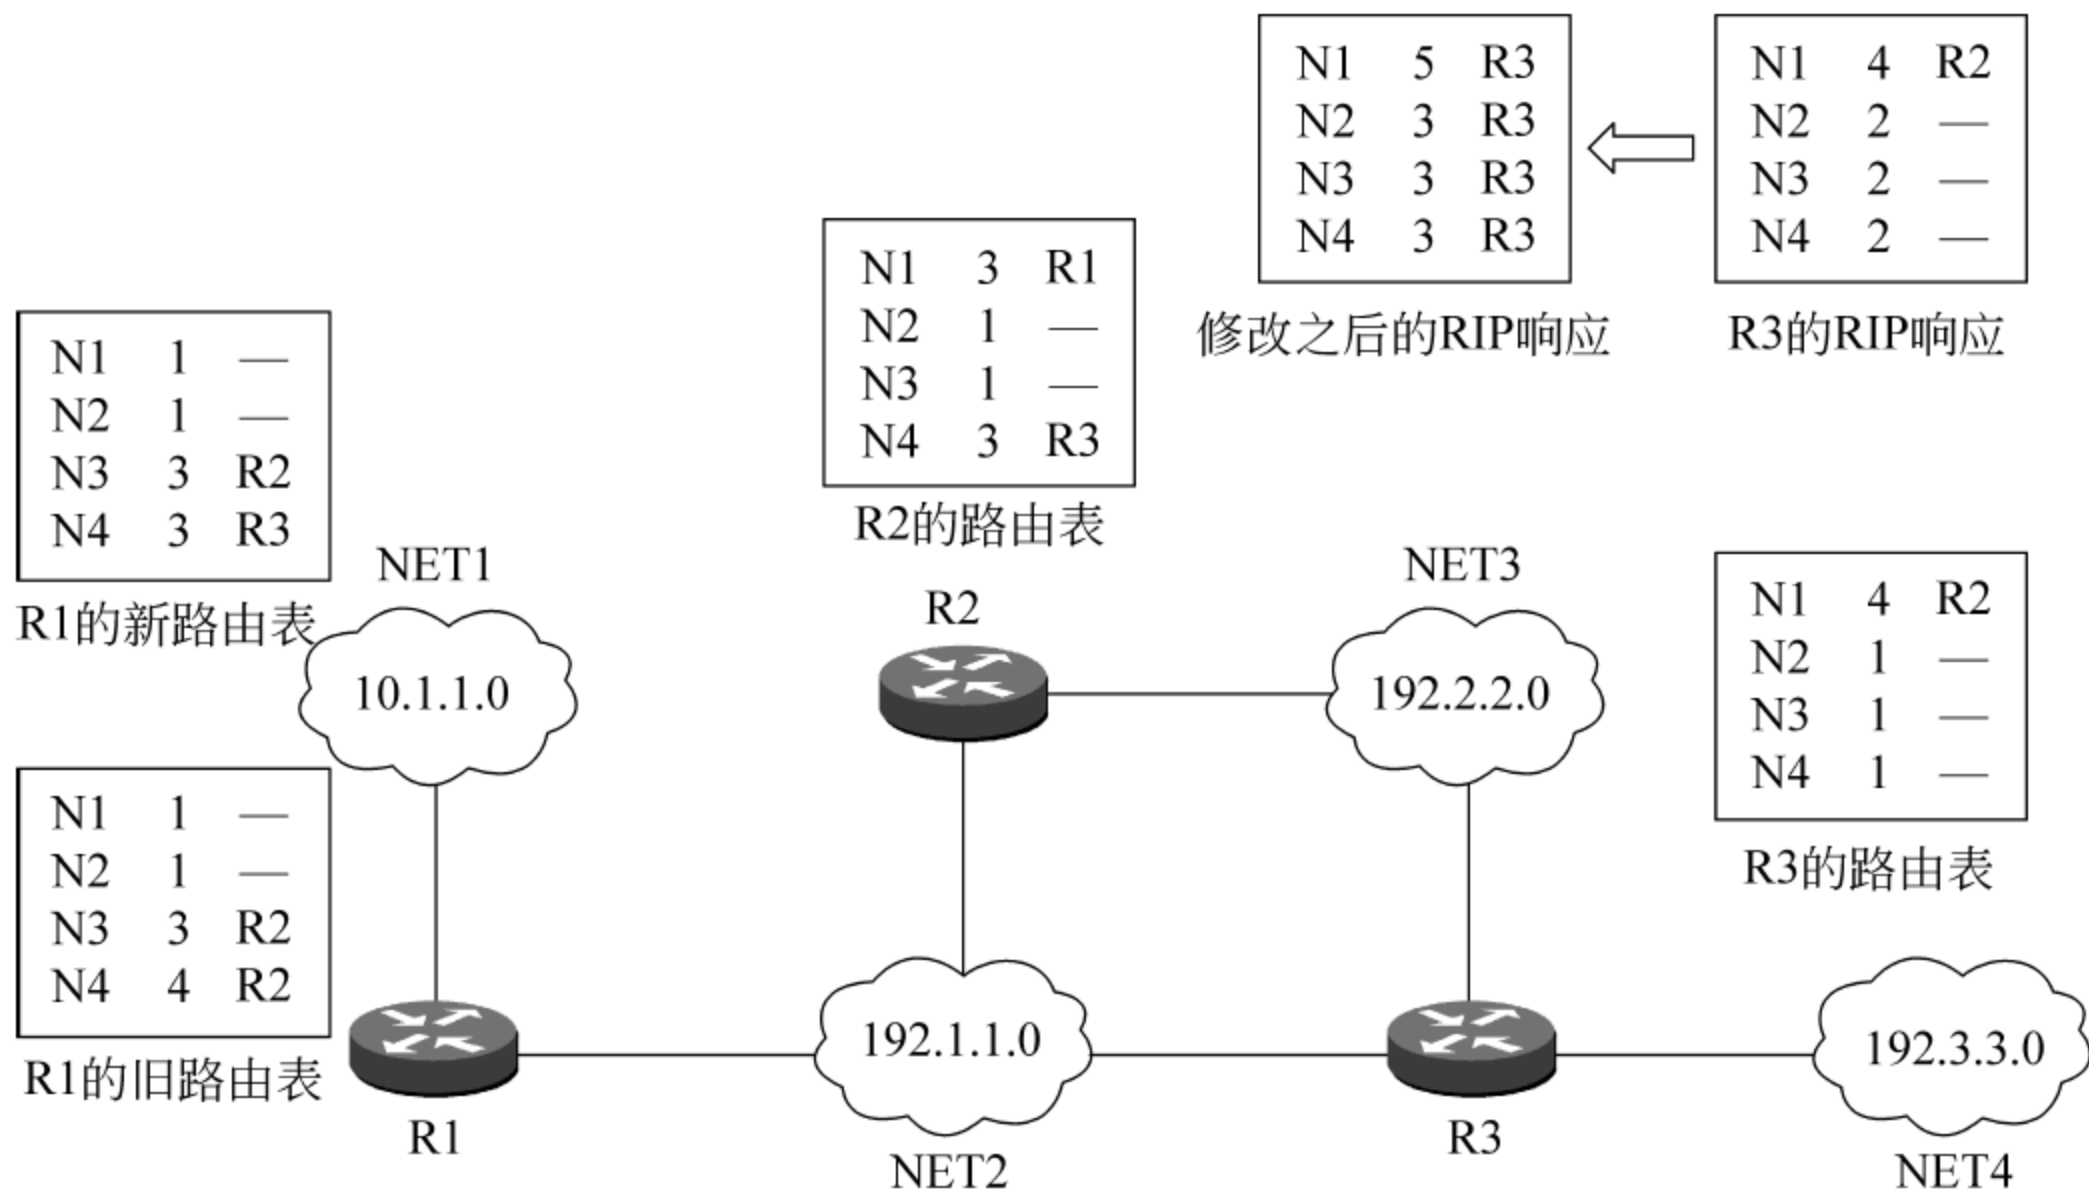 N1 5 R3
N2 3 R3
N3 3 R3
N4 3 R3
修改之后的RIP响应
N1 4 R2
N2 2 —
N3 2 —
N4 2 —
R3的RIP响应
N1 3 R1
N2 1 —
N3 1 —
N4 3 R3
R2的路由表
N1 1 —
N2 1 —
N3 3 R2
N4 3 R3
R1的新路由表
NET1
10.1.1.0
R2
NET3
192.2.2.0
N1 4 R2
N2 1 —
N3 1 —
N4 1 —
R3的路由表
N1 1 —
N2 1 —
N3 3 R2
N4 4 R2
R1的旧路由表
R1
192.1.1.0
NET2
R3
192.3.3.0
NET4